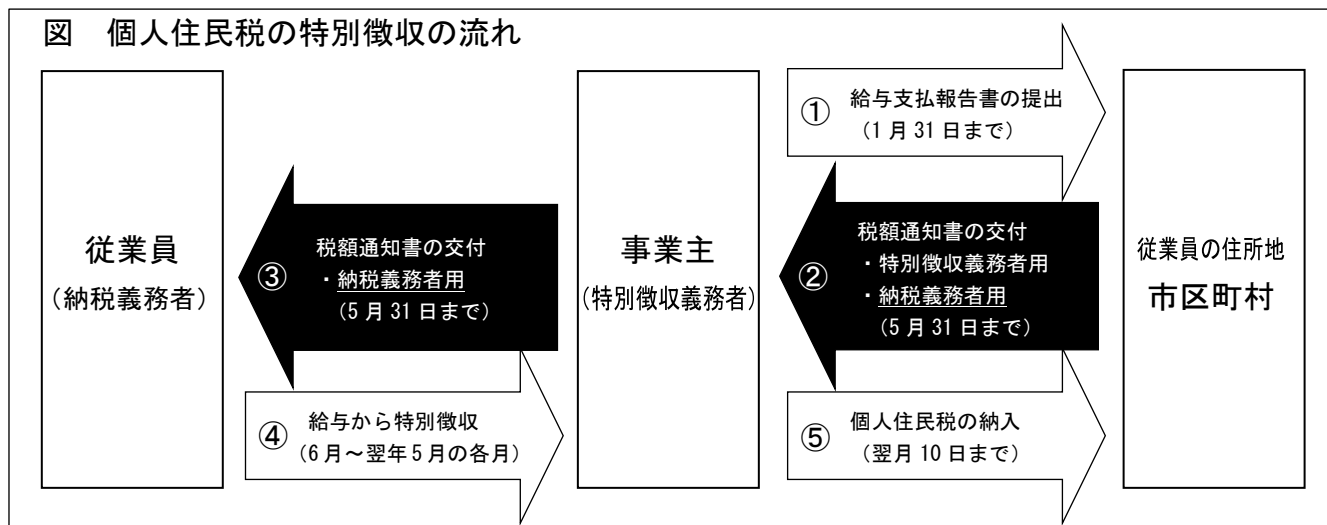 図　個人住民税の特別徴収の流れ
従業員
（納税義務者）
③
税額通知書の交付
・納税義務者用
（5月31日まで）
④
給与から特別徴収
（6月～翌年5月の各月）
事業主
（特別徴収義務者）
①
給与支払報告書の提出
（1月31日まで）
②
税額通知書の交付
・特別徴収義務者用
・納税義務者用
（5月31日まで）
⑤
個人住民税の納入
（翌月10日まで）
従業員の住所地
市区町村